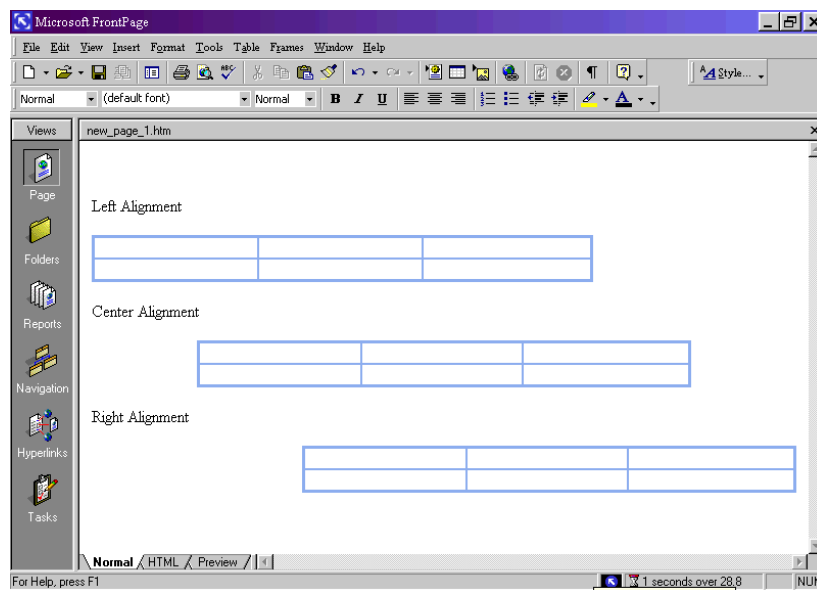 Microsoft FrontPage
File Edit View Insert Format Tools Table Frames Window Help
Style...
Normal (default font) Normal B I U A
Views new_page_1.htm
Page
Folders
Reports
Navigation
Hyperlinks
Tasks
Left Alignment
Center Alignment
Right Alignment
Normal HTML Preview
For Help, press F1 1 seconds over 28.8 NUM